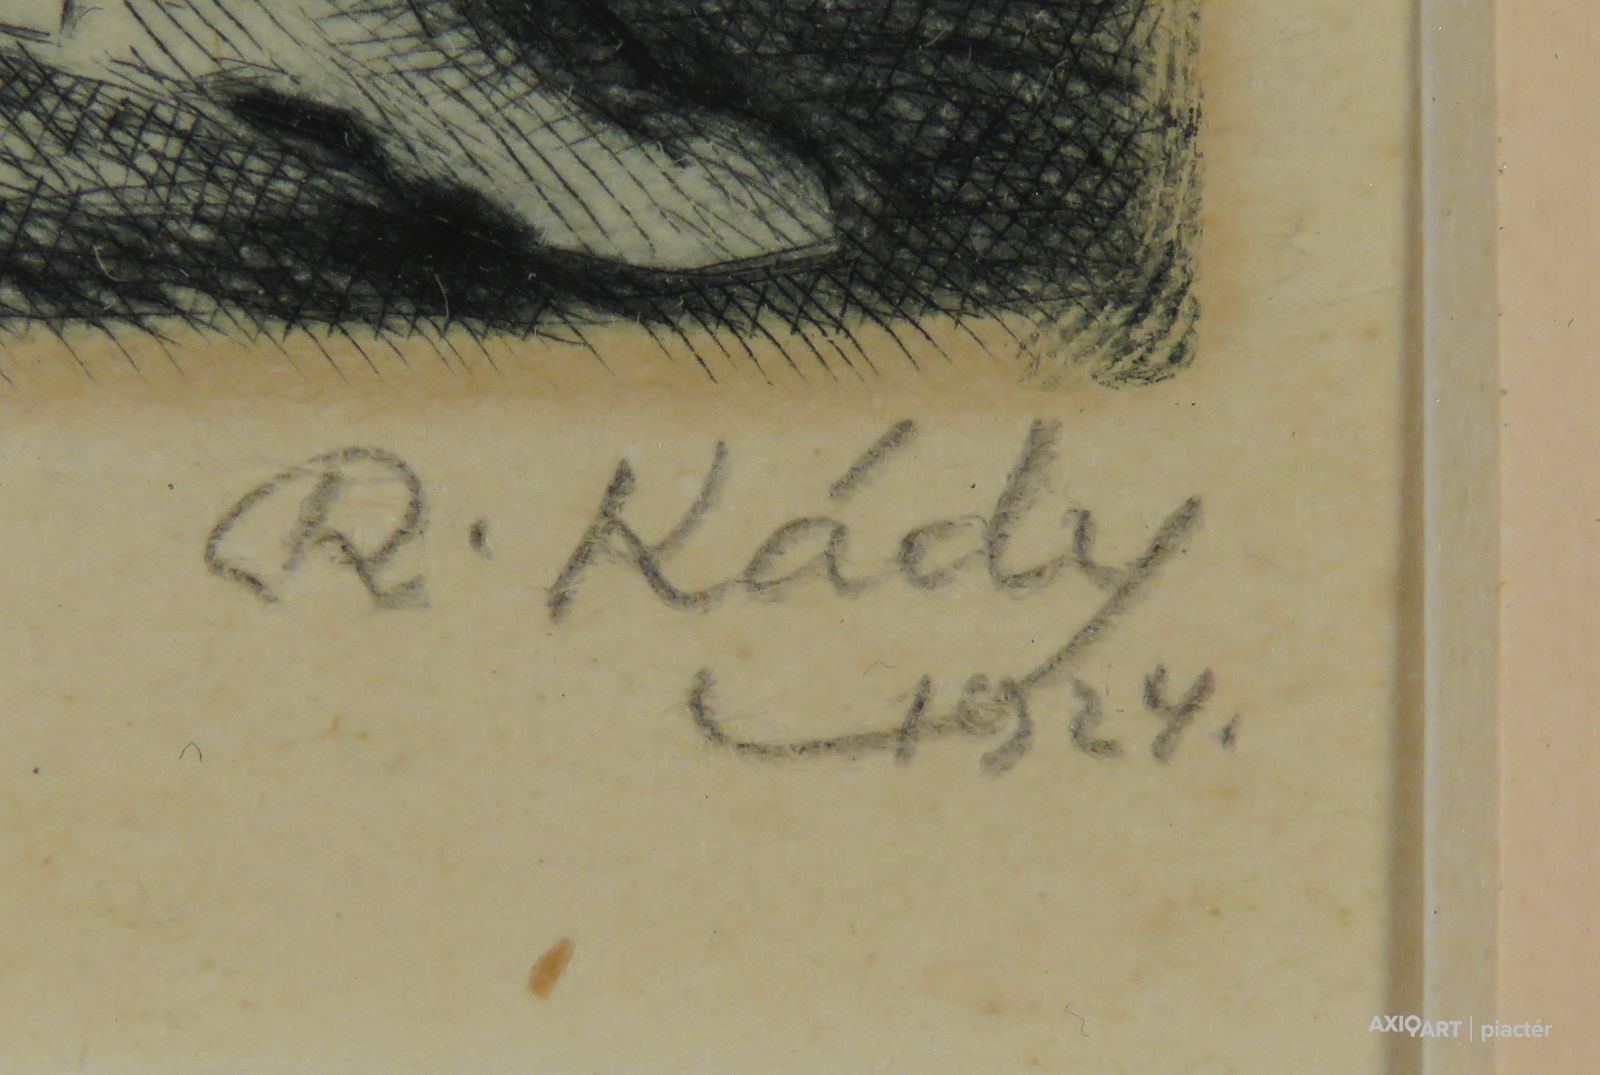 R. Kády
1924.
AXIOART | piactér